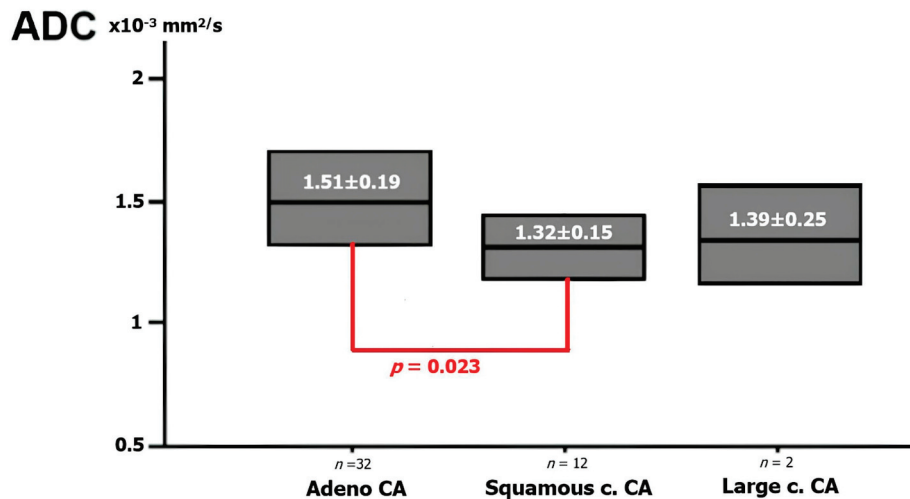 ADC x10⁻³ mm²/s
2
1.5
1
0.5
1.51±0.19
1.32±0.15
1.39±0.25
p = 0.023
n =32
n = 12
n = 2
Adeno CA
Squamous c. CA
Large c. CA